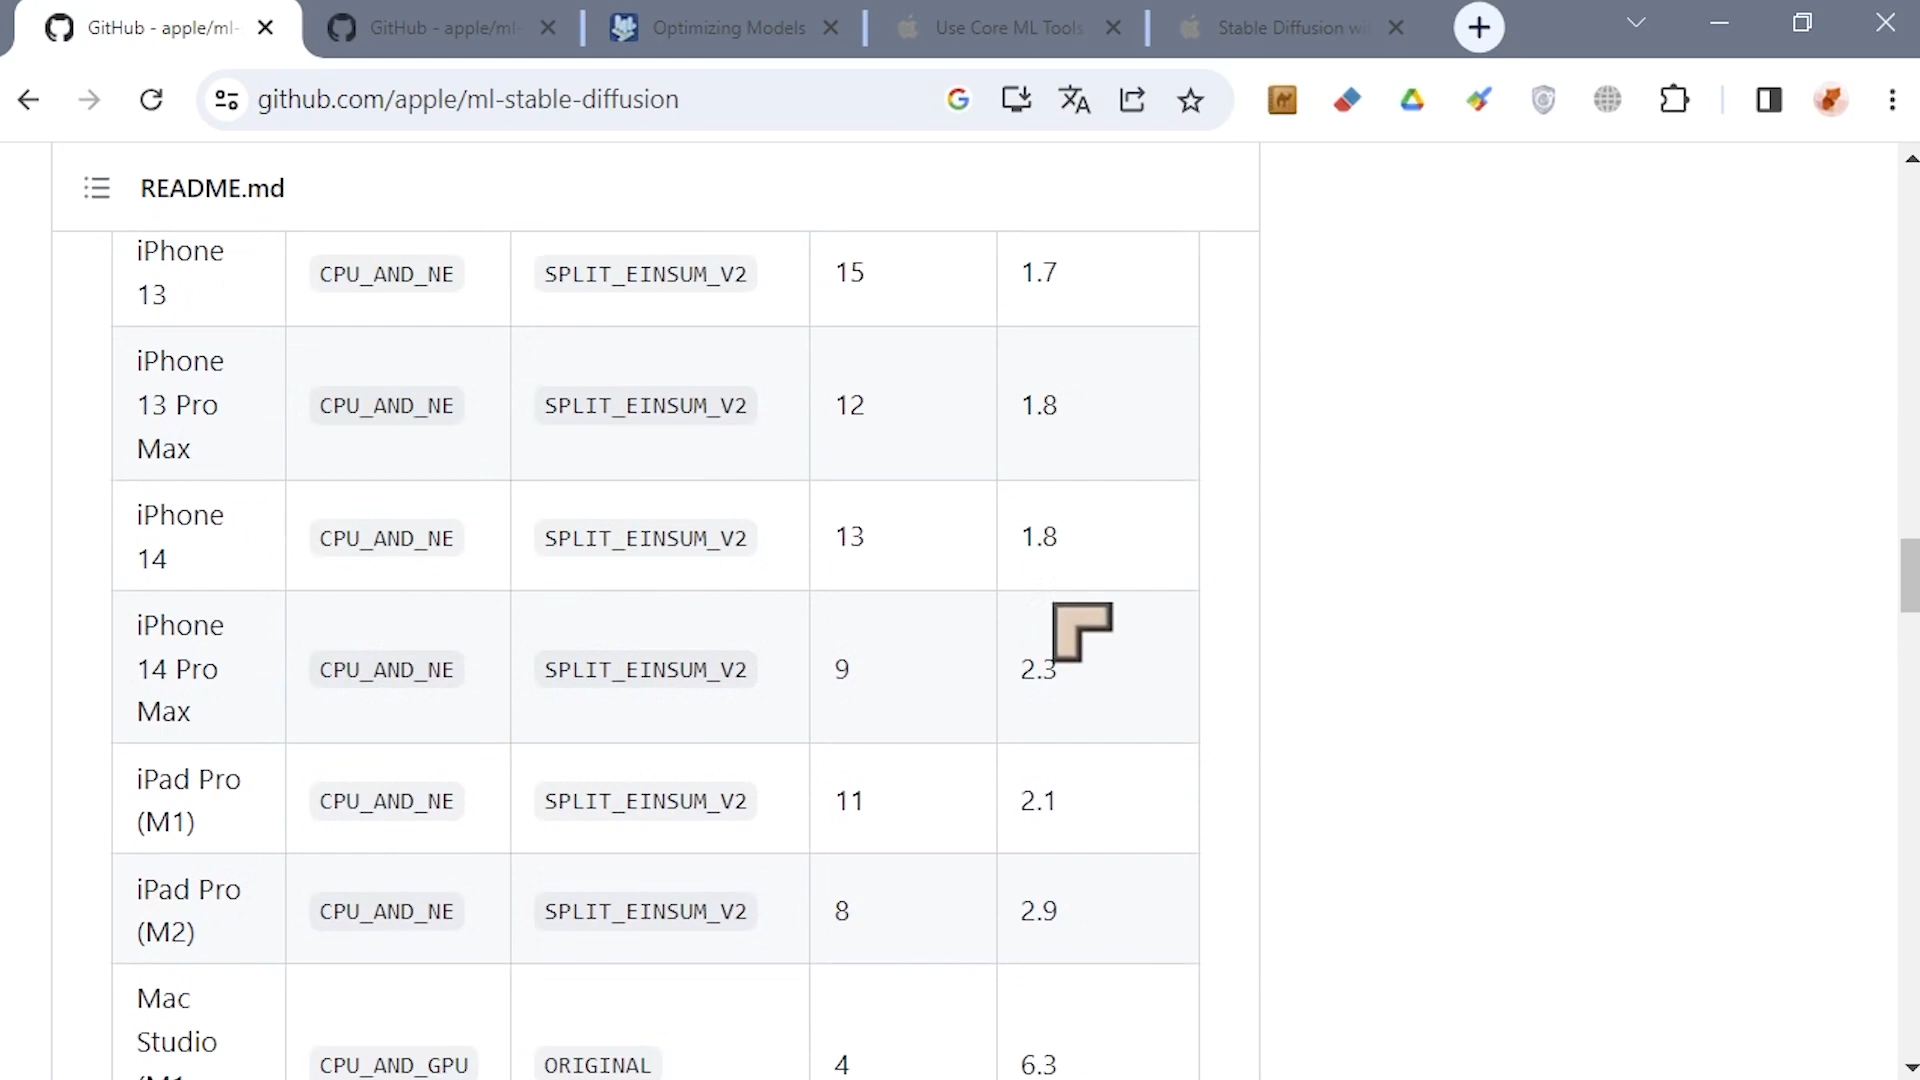 GitHub - apple/ml-
GitHub - apple/ml-
Optimizing Models
Use Core ML Tools
Stable Diffusion wit
github.com/apple/ml-stable-diffusion
README.md
iPhone
13
CPU_AND_NE
SPLIT_EINSUM_V2
15
1.7
iPhone
13 Pro
Max
CPU_AND_NE
SPLIT_EINSUM_V2
12
1.8
iPhone
14
CPU_AND_NE
SPLIT_EINSUM_V2
13
1.8
iPhone
14 Pro
Max
CPU_AND_NE
SPLIT_EINSUM_V2
9
2.3
iPad Pro
(M1)
CPU_AND_NE
SPLIT_EINSUM_V2
11
2.1
iPad Pro
(M2)
CPU_AND_NE
SPLIT_EINSUM_V2
8
2.9
Mac
Studio
(M1
CPU_AND_GPU
ORIGINAL
4
6.3